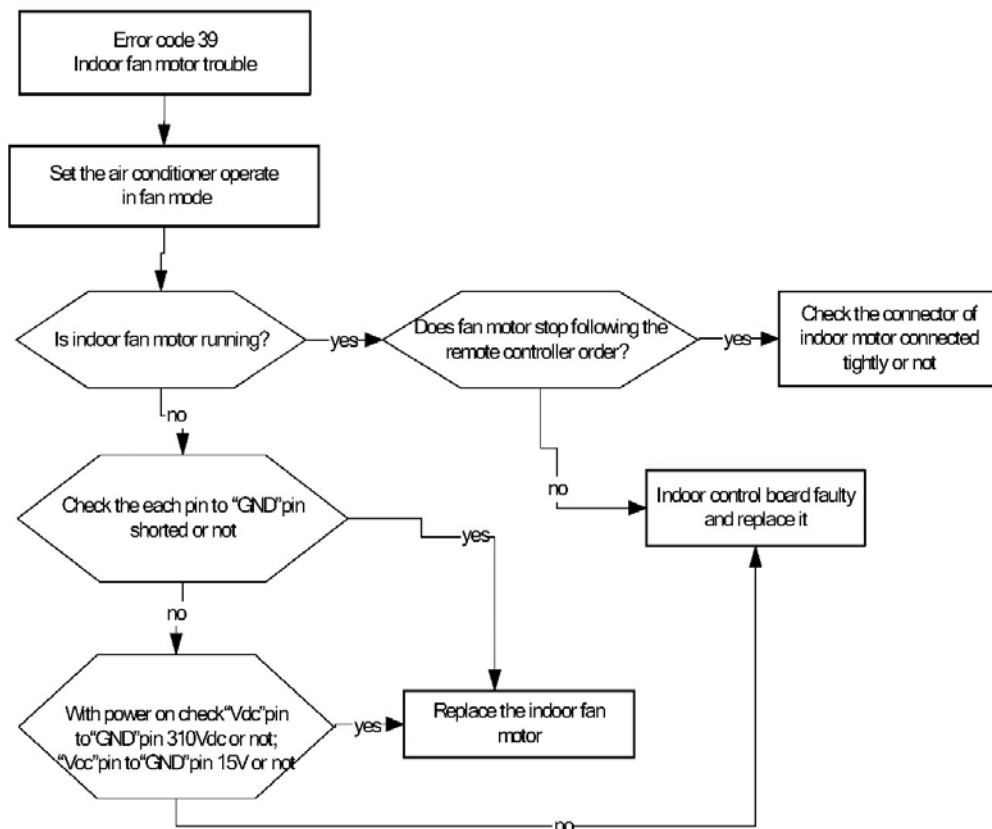 Error code 39
Indoor fan motor trouble
Set the air conditioner operate
in fan mode
Is indoor fan motor running?
yes
Does fan motor stop following the
remote controller order?
yes
Check the connector of
indoor motor connected
tightly or not
no
no
Indoor control board faulty
and replace it
Check the each pin to “GND”pin
shorted or not
yes
no
With power on check“Vdc”pin
to“GND”pin 310Vdc or not;
“Vcc”pin to“GND”pin 15V or not
yes
Replace the indoor fan
motor
no